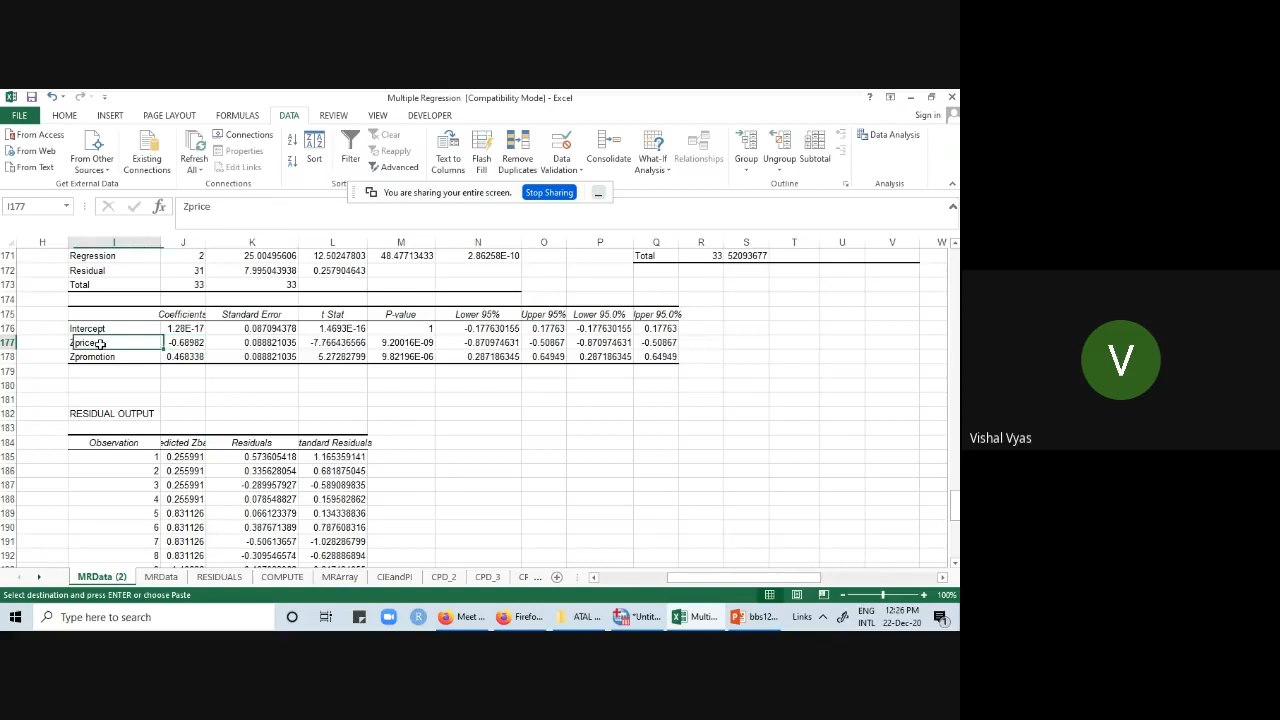 Multiple Regression [Compatibility Mode] - Excel
FILE HOME INSERT PAGE LAYOUT FORMULAS DATA REVIEW VIEW DEVELOPER Sign in
From Access
From Web
From Text
From Other Sources
Existing Connections
Get External Data
Refresh All
Connections
Properties
Edit Links
Connections
Sort
Filter
Clear
Reapply
Advanced
Text to Columns
Flash Fill
Remove Duplicates
Data Validation
Consolidate
What-If Analysis
Relationships
Group
Ungroup
Subtotal
Outline
Data Analysis
Analysis
You are sharing your entire screen. Stop Sharing
I177 fx Zprice
H I J K L M N O P Q R S T U V W
171 Regression 2 25.00495606 12.50247803 48.47713433 2.86258E-10 Total 33 52093677
172 Residual 31 7.995043938 0.257904643
173 Total 33 33
174
175 Coefficients Standard Error t Stat P-value Lower 95% Upper 95% Lower 95.0% Upper 95.0%
176 Intercept 1.28E-17 0.087094378 1.4693E-16 1 -0.177630155 0.17763 -0.177630155 0.17763
177 Zprice -0.68982 0.088821035 -7.766436556 9.20016E-09 -0.870974631 -0.50867 -0.870974631 -0.50867
178 Zpromotion 0.468338 0.088821035 5.27282799 9.82196E-06 0.287186345 0.64949 0.287186345 0.64949
179
180
181
182 RESIDUAL OUTPUT
183
184 Observation edicted Zba Residuals tandard Residuals
185 1 0.255991 0.573605418 1.165359141
186 2 0.255991 0.335628054 0.681875045
187 3 0.255991 -0.289957927 -0.589089835
188 4 0.255991 0.078548827 0.159582862
189 5 0.831126 0.066123379 0.134338836
190 6 0.831126 0.387671389 0.787608316
191 7 0.831126 -0.50613657 -1.028286799
192 8 0.831126 -0.309546574 -0.628886894
MRData (2) MRData RESIDUALS COMPUTE MRArray CIEandPI CPD_2 CPD_3 CF ...
Select destination and press ENTER or choose Paste 100%
Type here to search
Meet ... Firefo... ATAL ... *Untit... Multi... bbs12... Links
ENG INTL
12:26 PM
22-Dec-20
1
V
Vishal Vyas